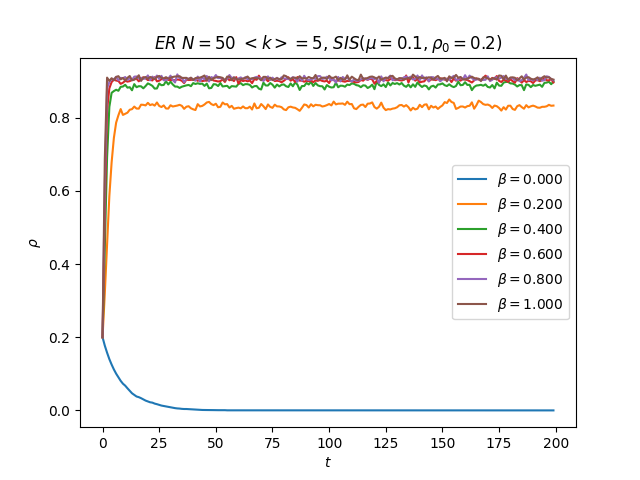 ER N = 50 < k >= 5, SIS(μ = 0.1, ρ₀ = 0.2)
ρ
0.8
0.6
0.4
0.2
0.0
β = 0.000
β = 0.200
β = 0.400
β = 0.600
β = 0.800
β = 1.000
0 25 50 75 100 125 150 175 200
t